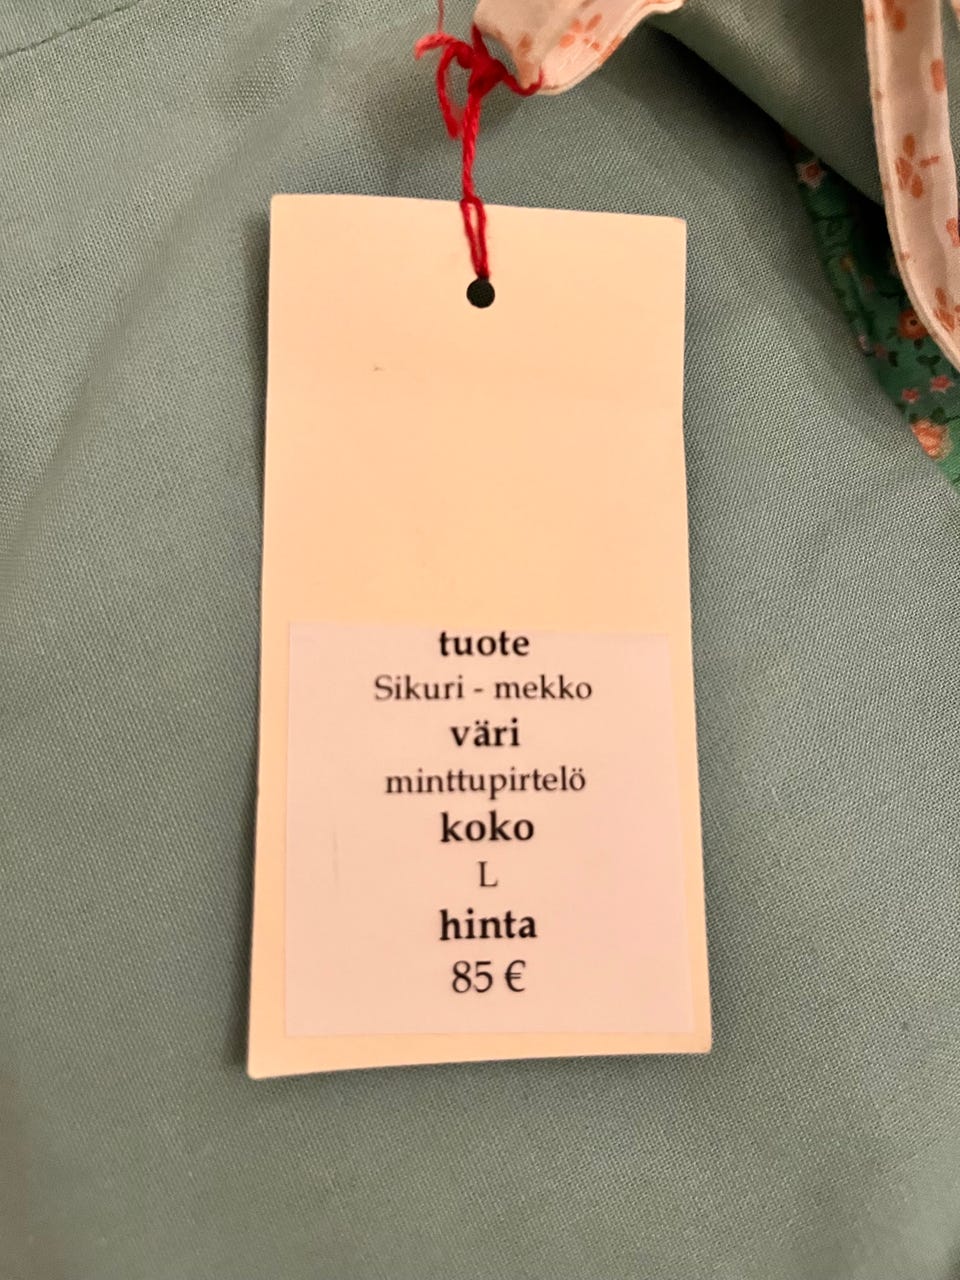 tuote
Sikuri - mekko
väri
minttupirtelö
koko
L
hinta
85 €